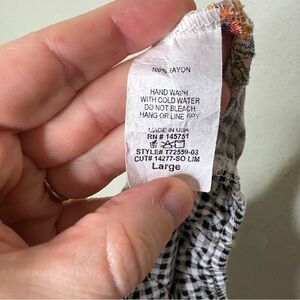 100% RAYON
HAND WASH
WITH COLD WATER
DO NOT BLEACH
HANG OR LINE DRY
MADE IN USA
RN # 145751
STYLE# T72559-03
CUT# 14277-SO LIM
Large